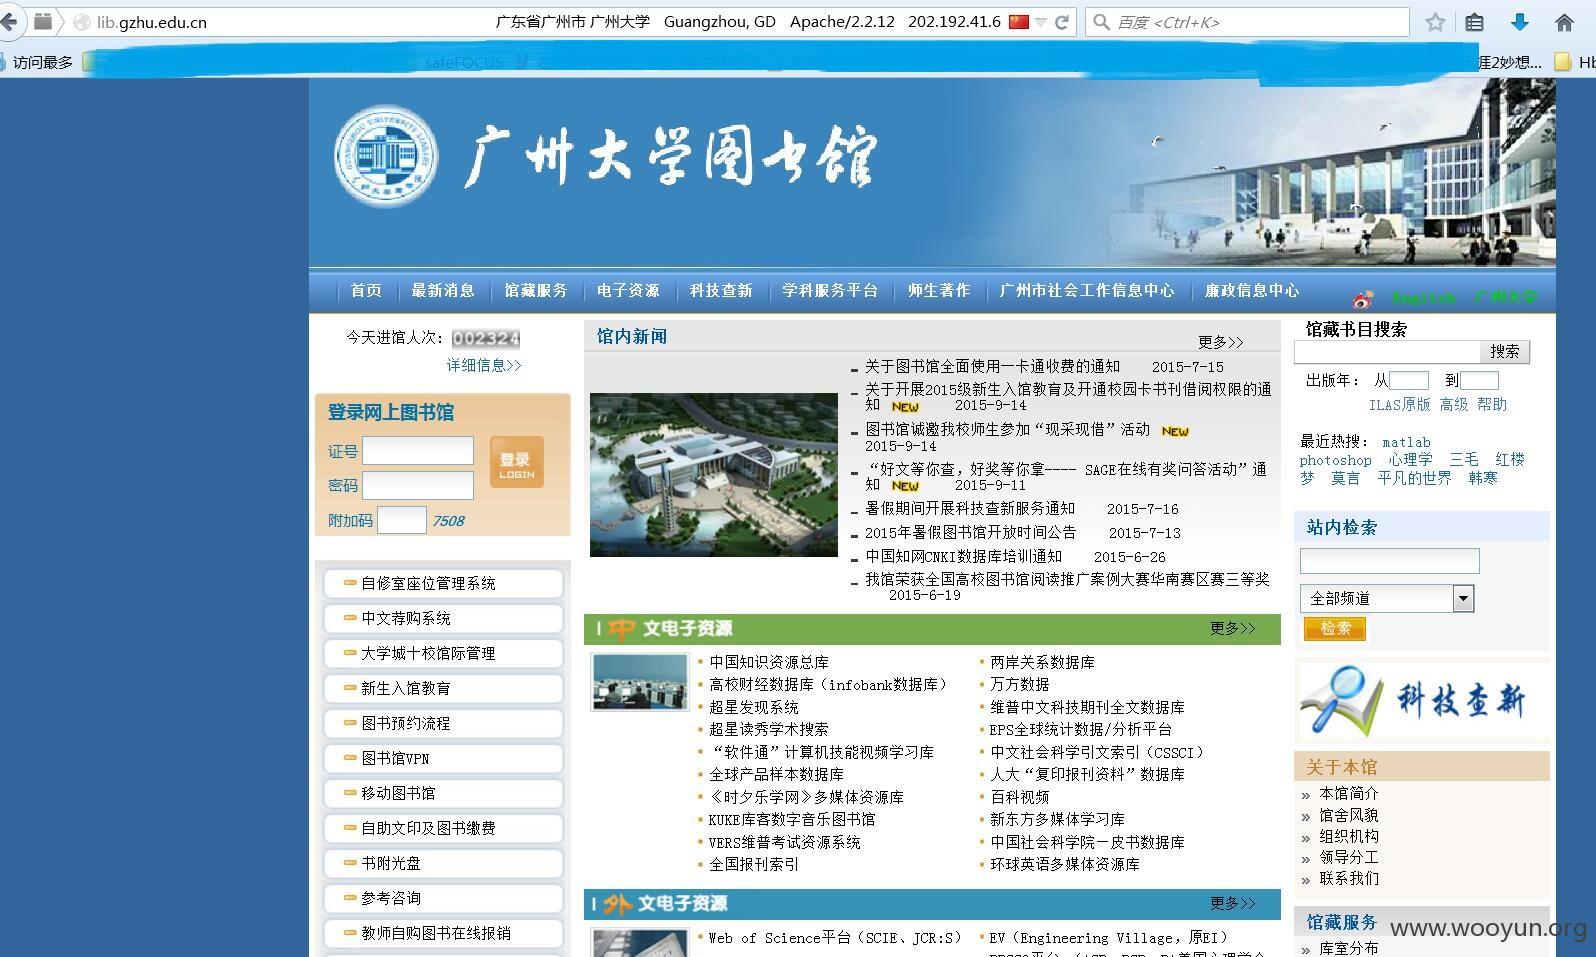 lib.gzhu.edu.cn 广东省广州市 广州大学 Guangzhou, GD Apache/2.2.12 202.192.41.6 百度 <Ctrl+K>
访问最多 safeFOCUS 涯2妙想... Hb
广州大学图书馆
首页 最新消息 馆藏服务 电子资源 科技查新 学科服务平台 师生著作 广州市社会工作信息中心 廉政信息中心 English 广州大学
今天进馆人次: 002324
详细信息>>
登录网上图书馆
证号
密码
登录
LOGIN
附加码 7508
自修室座位管理系统
中文荐购系统
大学城十校馆际管理
新生入馆教育
图书预约流程
图书馆VPN
移动图书馆
自助文印及图书缴费
书附光盘
参考咨询
教师自购图书在线报销
馆内新闻 更多>>
关于图书馆全面使用一卡通收费的通知 2015-7-15
关于开展2015级新生入馆教育及开通校园卡书刊借阅权限的通
知 NEW 2015-9-14
图书馆诚邀我校师生参加“现采现借”活动 NEW
2015-9-14
“好文等你查，好奖等你拿---- SAGE在线有奖问答活动”通
知 NEW 2015-9-11
暑假期间开展科技查新服务通知 2015-7-16
2015年暑假图书馆开放时间公告 2015-7-13
中国知网CNKI数据库培训通知 2015-6-26
我馆荣获全国高校图书馆阅读推广案例大赛华南赛区赛三等奖
2015-6-19
中文电子资源 更多>>
中国知识资源总库
高校财经数据库（infobank数据库）
超星发现系统
超星读秀学术搜索
“软件通”计算机技能视频学习库
全球产品样本数据库
《时夕乐学网》多媒体资源库
KUKE库客数字音乐图书馆
VERS维普考试资源系统
全国报刊索引
两岸关系数据库
万方数据
维普中文科技期刊全文数据库
EPS全球统计数据/分析平台
中文社会科学引文索引（CSSCI）
人大“复印报刊资料”数据库
百科视频
新东方多媒体学习库
中国社会科学院—皮书数据库
环球英语多媒体资源库
外文电子资源 更多>>
Web of Science平台（SCIE、JCR:S）
EV（Engineering Village，原EI）
馆藏书目搜索
搜索
出版年: 从 到
ILAS原版 高级 帮助
最近热搜: matlab
photoshop 心理学 三毛 红楼
梦 莫言 平凡的世界 韩寒
站内检索
全部频道
检索
科技查新
关于本馆
» 本馆简介
» 馆舍风貌
» 组织机构
» 领导分工
» 联系我们
馆藏服务
» 库室分布
www.wooyun.org